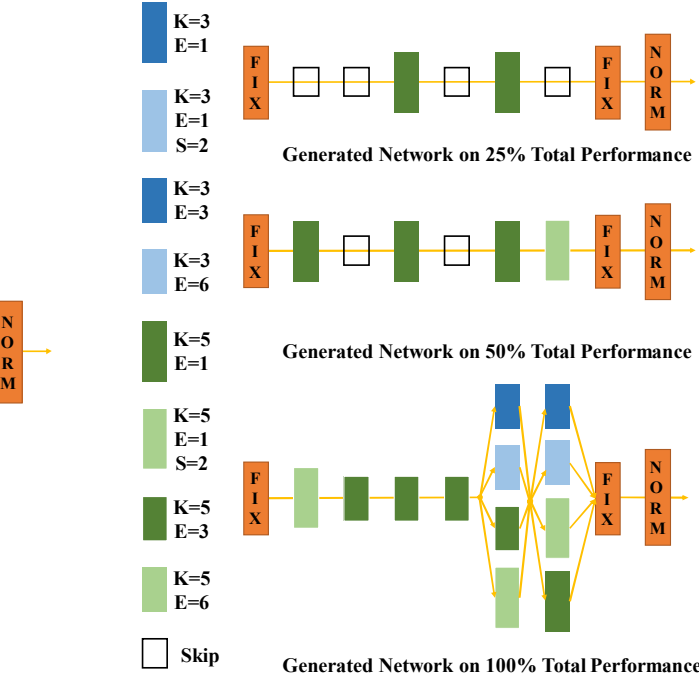 N
O
R
M
K=3
E=1
K=3
E=1
S=2
K=3
E=3
K=3
E=6
K=5
E=1
K=5
E=1
S=2
K=5
E=3
K=5
E=6
Skip
F
I
X
F
I
X
N
O
R
M
Generated Network on 25% Total Performance
F
I
X
F
I
X
N
O
R
M
Generated Network on 50% Total Performance
F
I
X
F
I
X
N
O
R
M
Generated Network on 100% Total Performance